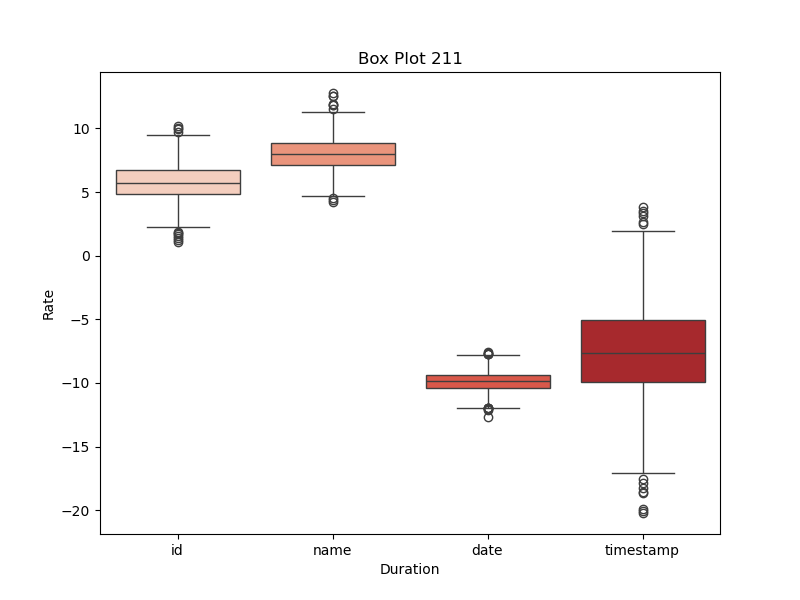 Box Plot 211
Rate
10
5
0
−5
−10
−15
−20
id
name
date
timestamp
Duration